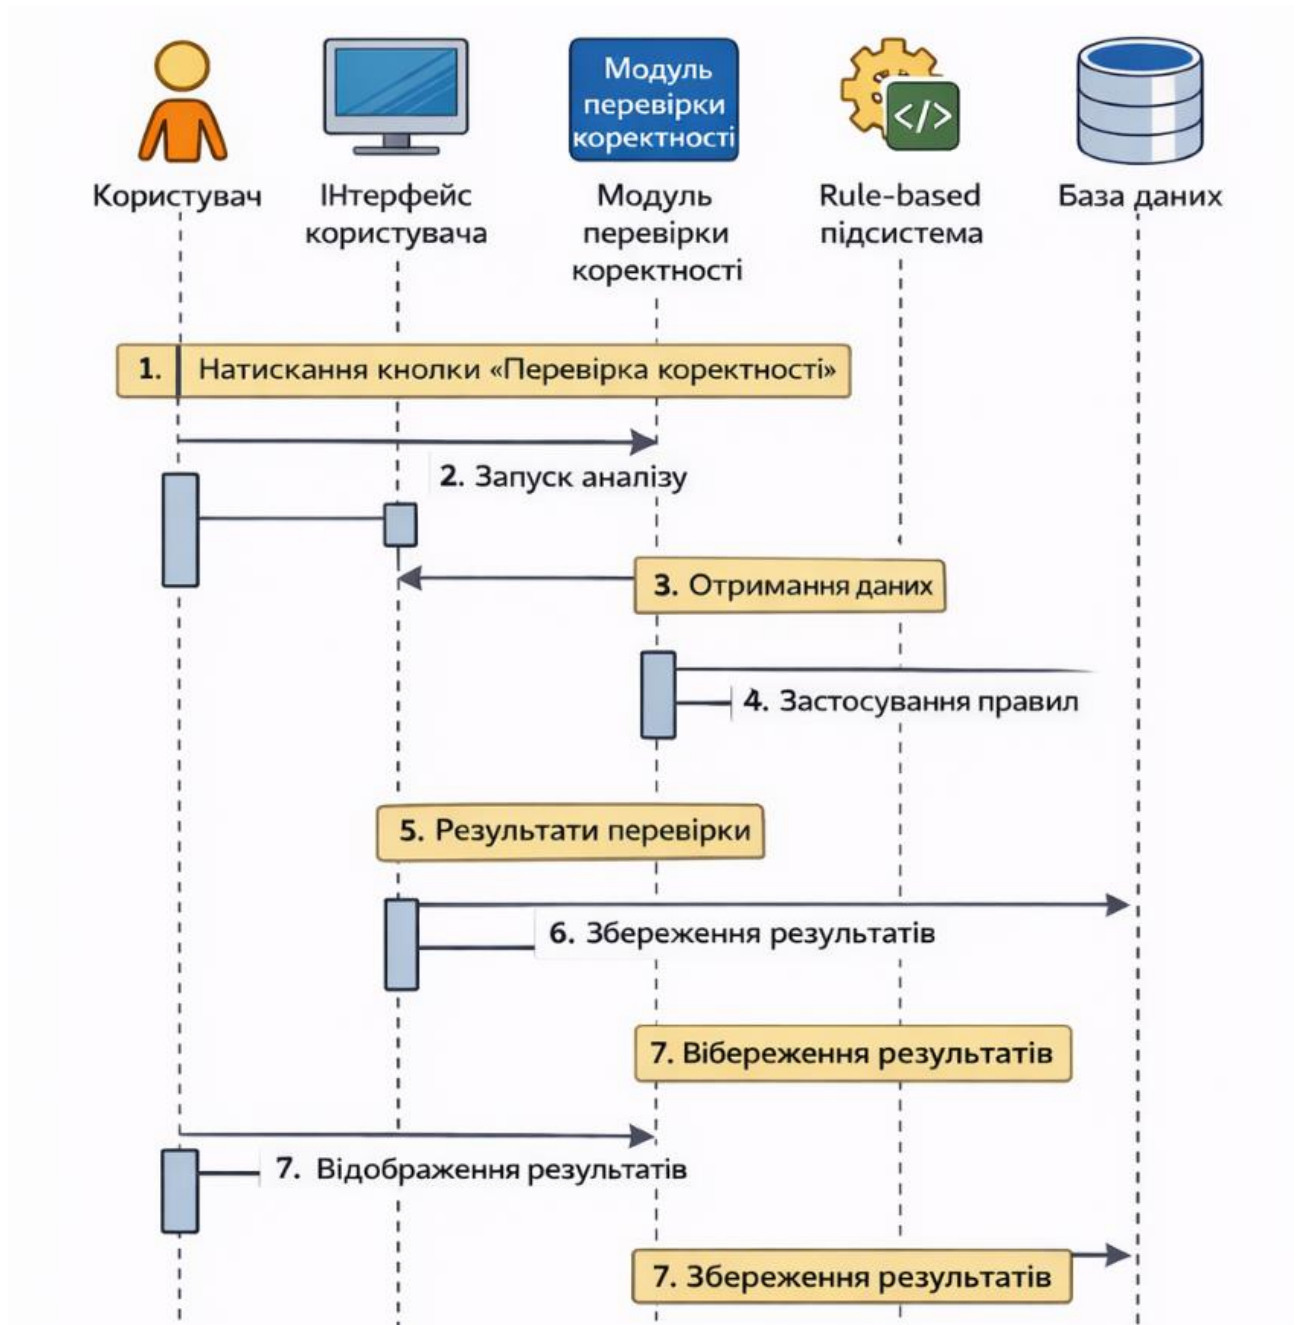 Модуль
перевірки
коректності
Користувач
ІНтерфейс
користувача
Модуль
перевірки
коректності
Rule-based
підсистема
База даних
</>
1. Натискання кнолки «Перевірка коректності»
2. Запуск аналізу
3. Отримання даних
4. Застосування правил
5. Результати перевірки
6. Збереження результатів
7. Вібереження результатів
7. Відображення результатів
7. Збереження результатів